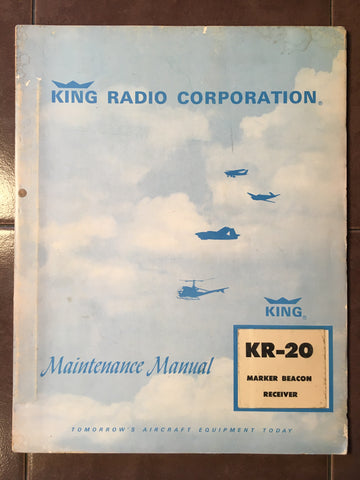 KING RADIO CORPORATION®
KING®
KR-20
MARKER BEACON
RECEIVER
Maintenance Manual
TOMORROW'S AIRCRAFT EQUIPMENT TODAY